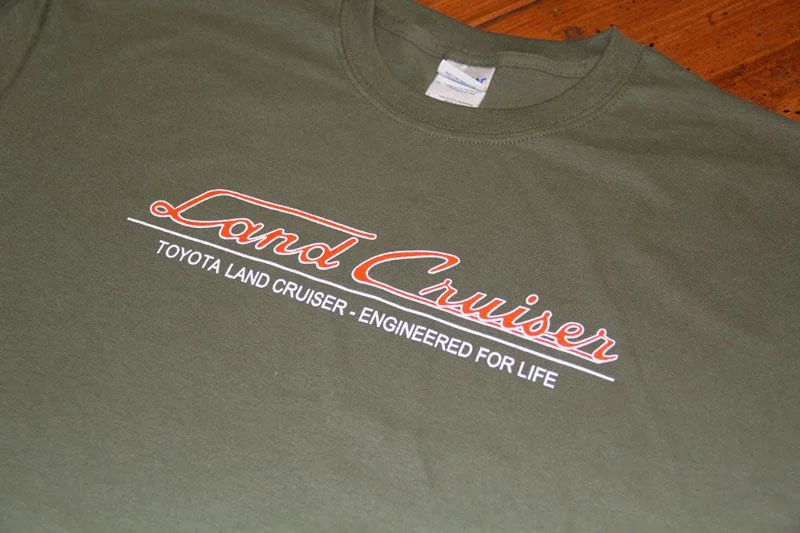 Land Cruiser
TOYOTA LAND CRUISER - ENGINEERED FOR LIFE